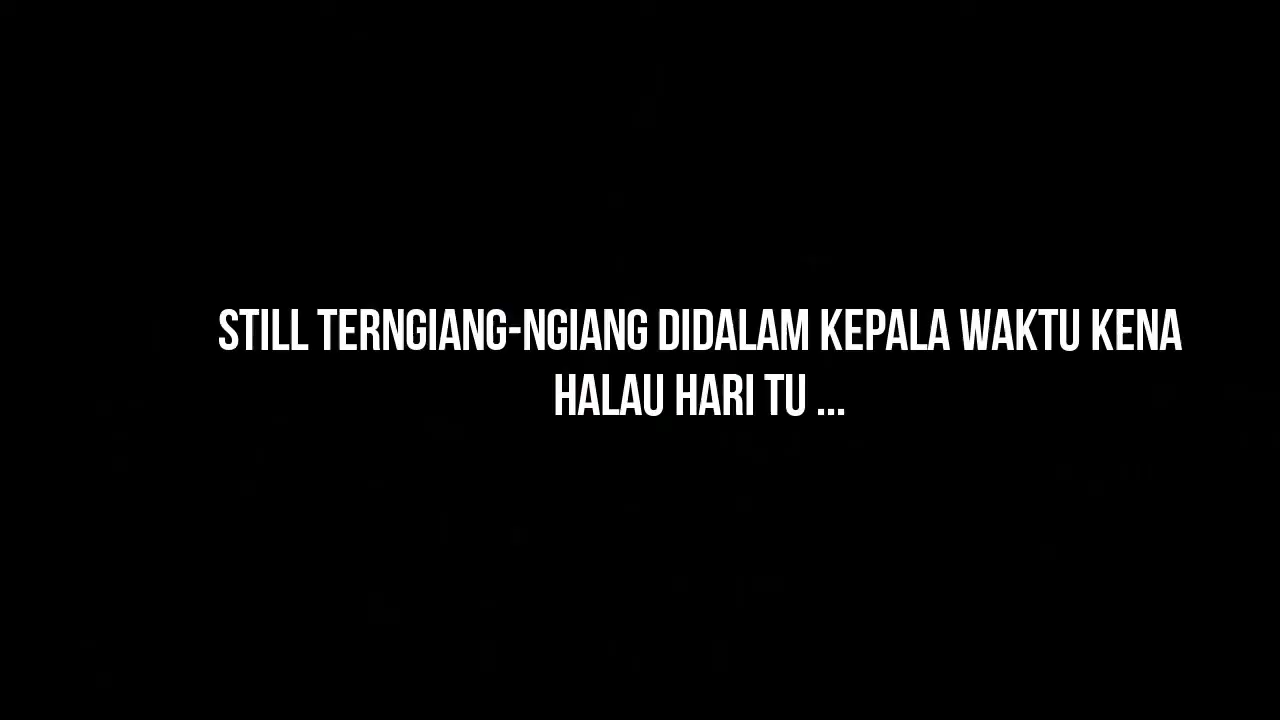 STILL TERNGIANG-NGIANG DIDALAM KEPALA WAKTU KENA
HALAU HARI TU ...